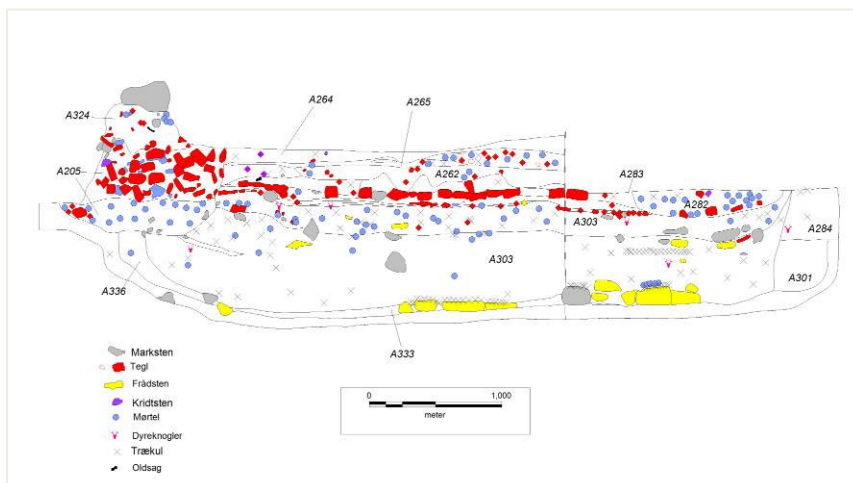 A264
A265
A324
A205
A262
A283
A282
A303
A284
A303
A301
A336
A333
Marksten
Tegl
Frådsten
Kridtsten
Mørtel
Dyreknogler
Trækul
Oldsag
0 1,000
meter